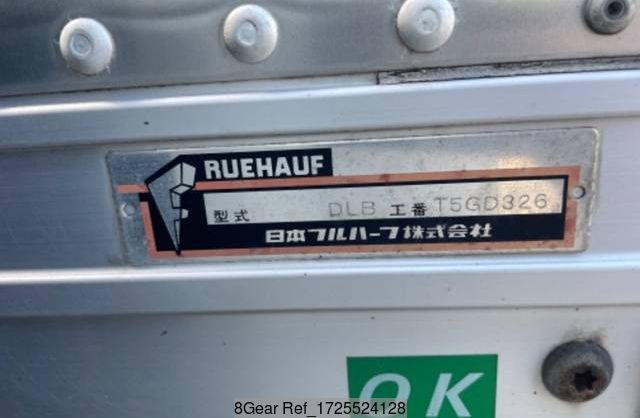 RUEHAUF
型式 DLB 工番 T5GD326
日本フルハーフ株式会社
OK
8Gear Ref_1725524128